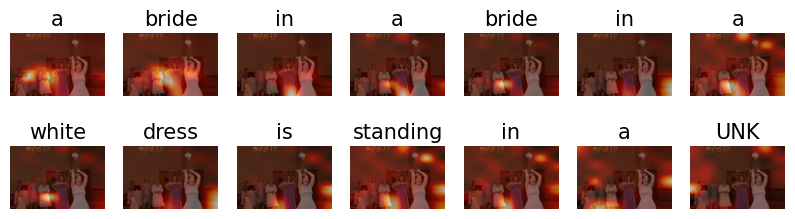 a bride in a bride in a
white dress is standing in a UNK